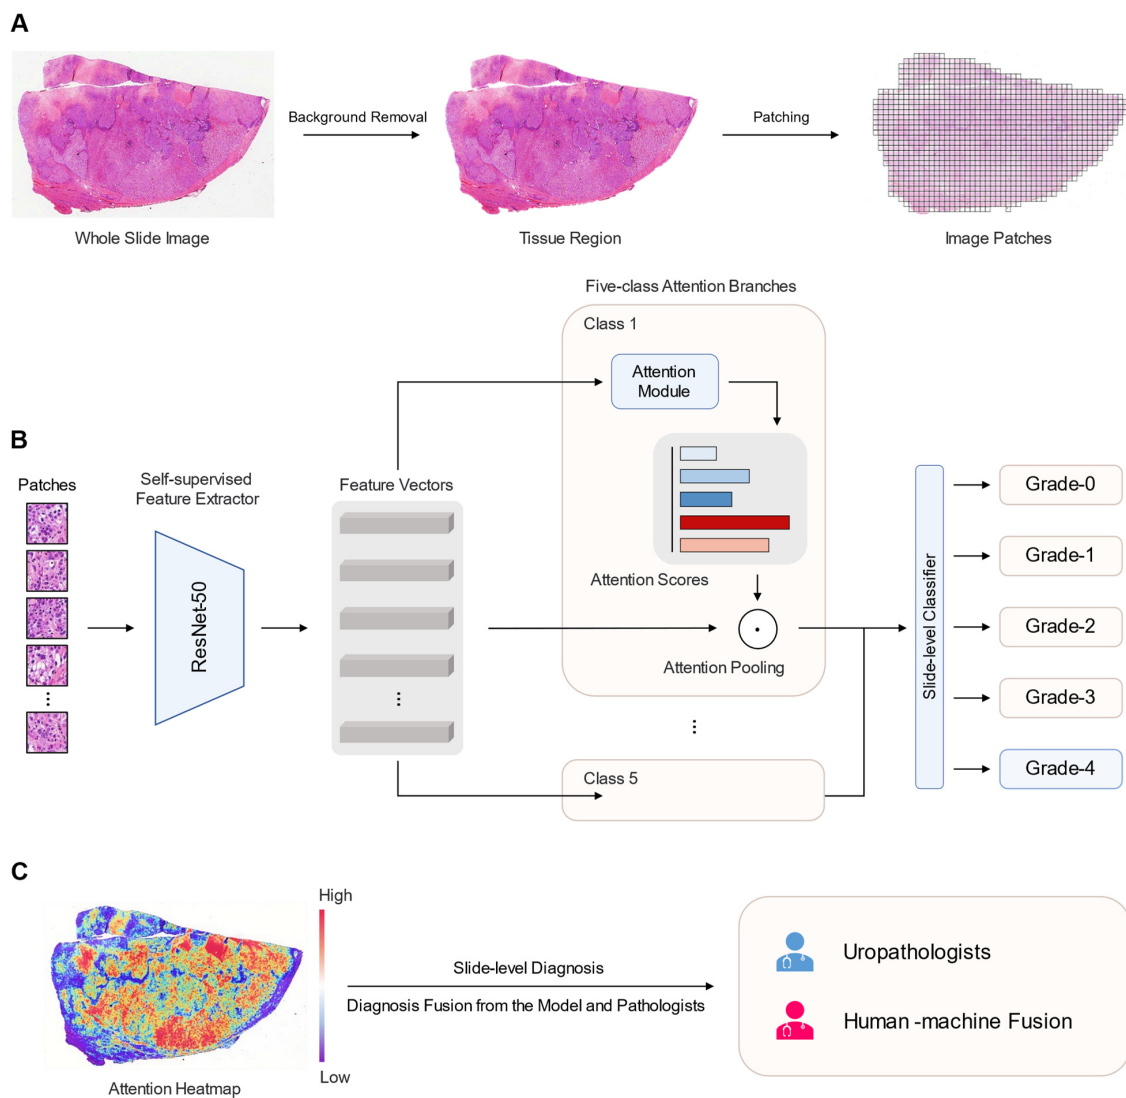 A
Background Removal
Patching
Whole Slide Image
Tissue Region
Image Patches
Five-class Attention Branches
Class 1
Attention
Module
B
Patches
Self-supervised
Feature Extractor
ResNet-50
Feature Vectors
Attention Scores
Attention Pooling
Class 5
Slide-level Classifier
Grade-0
Grade-1
Grade-2
Grade-3
Grade-4
C
High
Low
Attention Heatmap
Slide-level Diagnosis
Diagnosis Fusion from the Model and Pathologists
Uropathologists
Human -machine Fusion